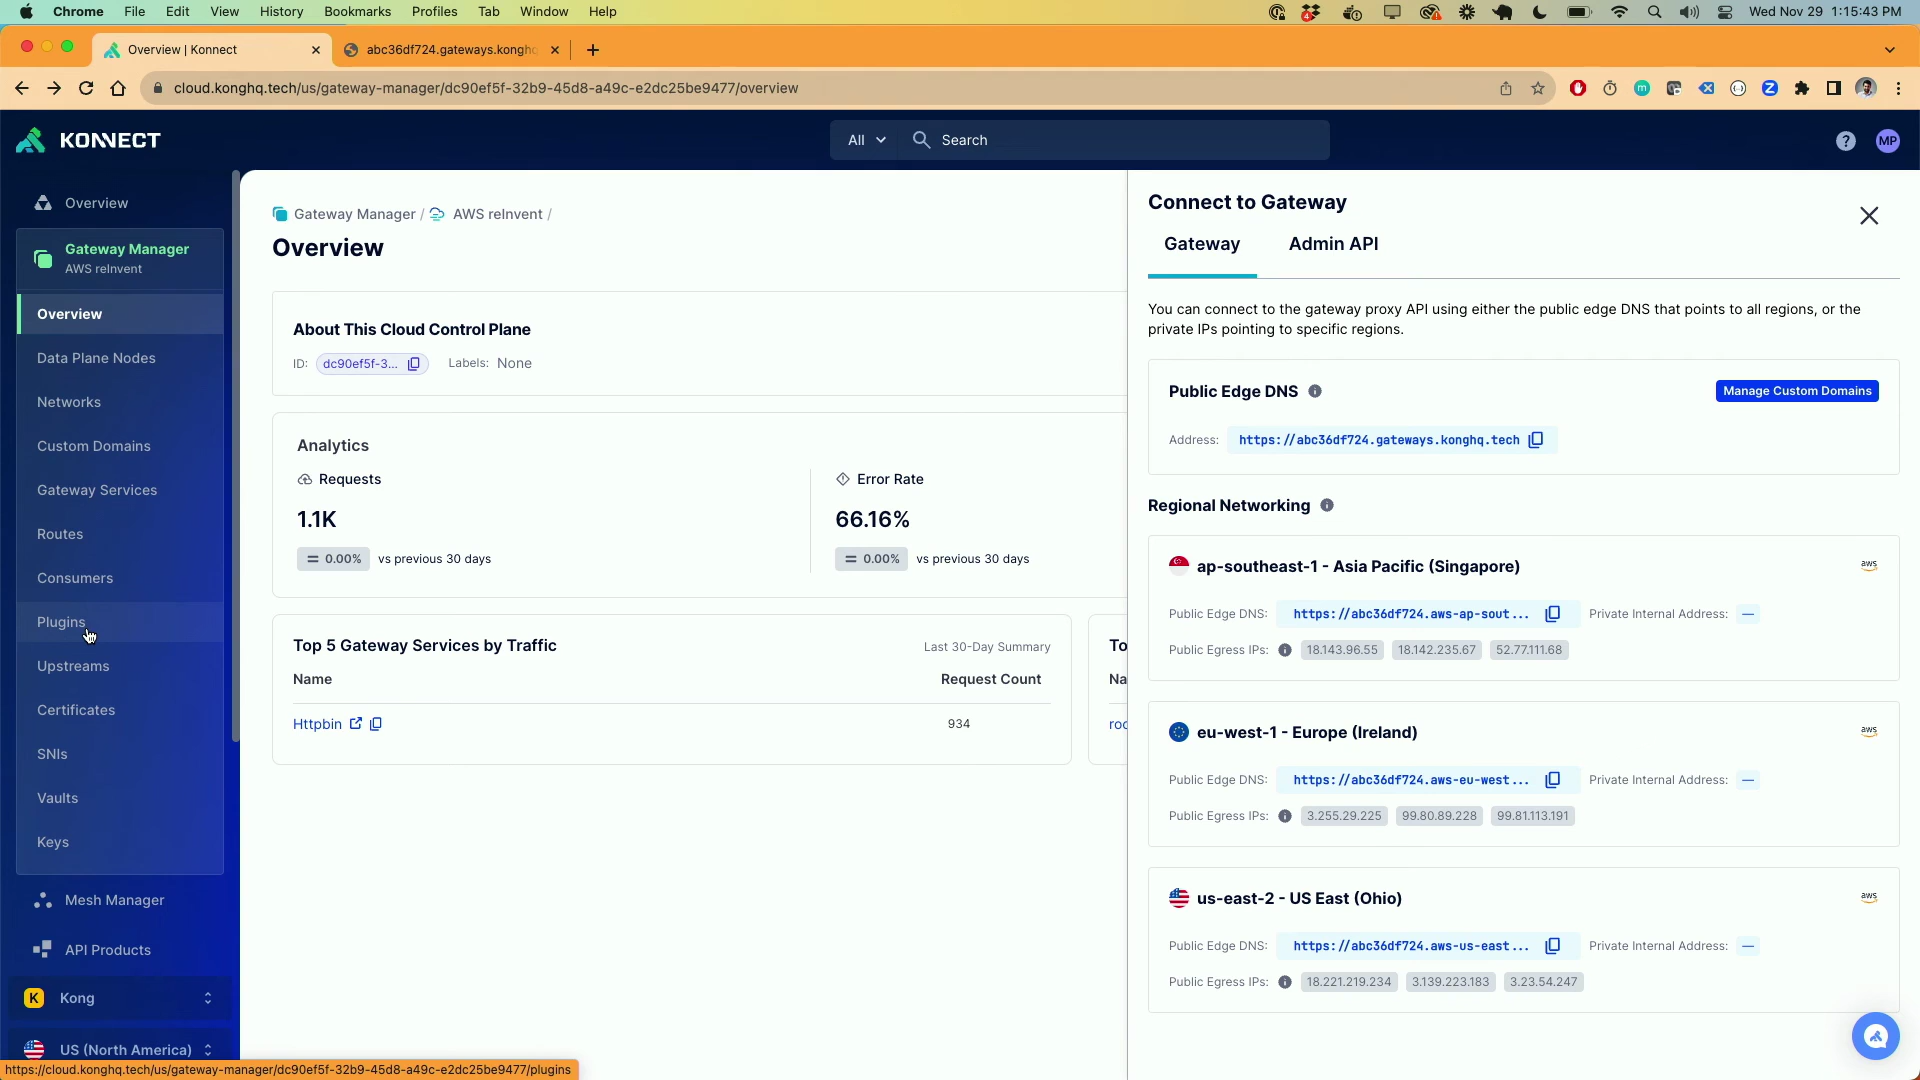 Chrome File Edit View History Bookmarks Profiles Tab Window Help
4
Wed Nov 29 1:15:43 PM
Overview | Konnect
abc36df724.gateways.konghq
cloud.konghq.tech/us/gateway-manager/dc90ef5f-32b9-45d8-a49c-e2dc25be9477/overview
KONNECT
All
Search
?
MP
Overview
Gateway Manager
AWS reInvent
Overview
Data Plane Nodes
Networks
Custom Domains
Gateway Services
Routes
Consumers
Plugins
Upstreams
Certificates
SNIs
Vaults
Keys
Mesh Manager
API Products
K Kong
US (North America)
https://cloud.konghq.tech/us/gateway-manager/dc90ef5f-32b9-45d8-a49c-e2dc25be9477/plugins
Gateway Manager / AWS reInvent /
Overview
About This Cloud Control Plane
ID: dc90ef5f-3... Labels: None
Analytics
Requests
1.1K
= 0.00% vs previous 30 days
Error Rate
66.16%
= 0.00% vs previous 30 days
Top 5 Gateway Services by Traffic
Last 30-Day Summary
Name Request Count
Httpbin 934
To
Na
roo
Connect to Gateway
Gateway Admin API
You can connect to the gateway proxy API using either the public edge DNS that points to all regions, or the
private IPs pointing to specific regions.
Public Edge DNS
Manage Custom Domains
Address: https://abc36df724.gateways.konghq.tech
Regional Networking
ap-southeast-1 - Asia Pacific (Singapore)
aws
Public Edge DNS: https://abc36df724.aws-ap-sout... Private Internal Address: —
Public Egress IPs: 18.143.96.55 18.142.235.67 52.77.111.68
eu-west-1 - Europe (Ireland)
aws
Public Edge DNS: https://abc36df724.aws-eu-west... Private Internal Address: —
Public Egress IPs: 3.255.29.225 99.80.89.228 99.81.113.191
us-east-2 - US East (Ohio)
aws
Public Edge DNS: https://abc36df724.aws-us-east... Private Internal Address: —
Public Egress IPs: 18.221.219.234 3.139.223.183 3.23.54.247